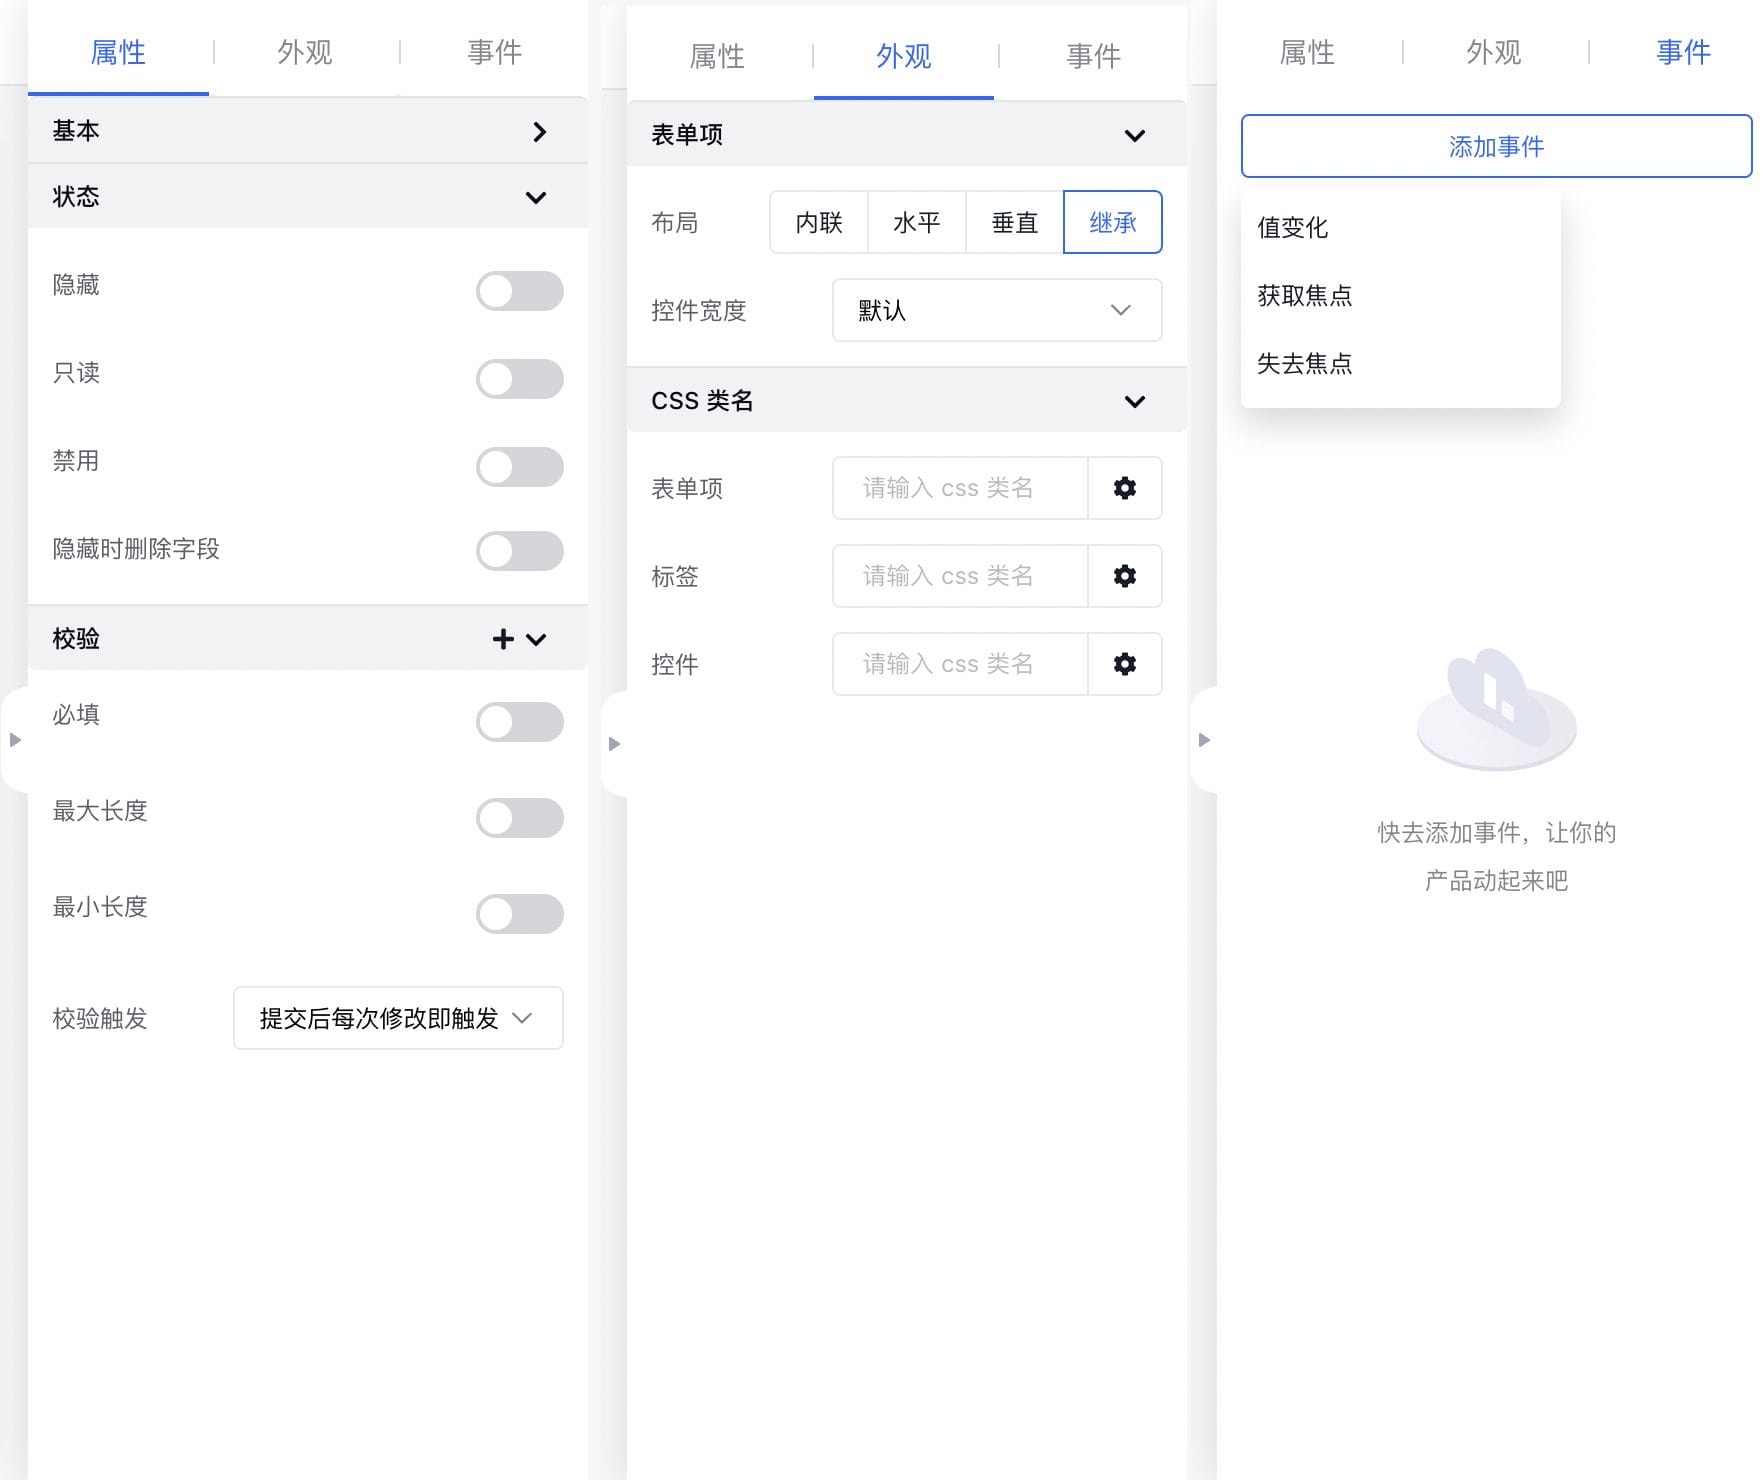 属性 外观 事件
基本
状态
隐藏
只读
禁用
隐藏时删除字段
校验
必填
最大长度
最小长度
校验触发 提交后每次修改即触发
属性 外观 事件
表单项
布局 内联 水平 垂直 继承
控件宽度 默认
CSS 类名
表单项 请输入 css 类名
标签 请输入 css 类名
控件 请输入 css 类名
属性 外观 事件
添加事件
值变化
获取焦点
失去焦点
快去添加事件，让你的
产品动起来吧